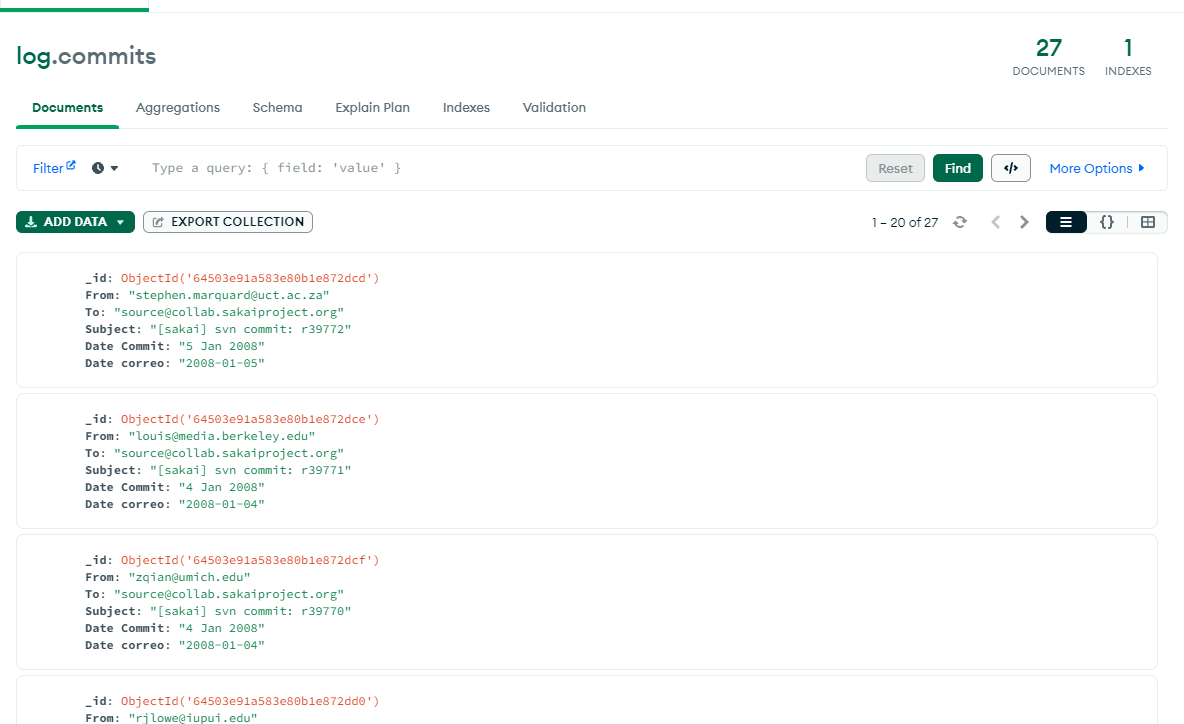 log.commits
27
DOCUMENTS
1
INDEXES
Documents Aggregations Schema Explain Plan Indexes Validation
Filter Type a query: { field: 'value' } Reset Find </> More Options
ADD DATA EXPORT COLLECTION 1 – 20 of 27 {}
_id: ObjectId('64503e91a583e80b1e872dcd')
From: "stephen.marquard@uct.ac.za"
To: "source@collab.sakaiproject.org"
Subject: "[sakai] svn commit: r39772"
Date Commit: "5 Jan 2008"
Date correo: "2008-01-05"
_id: ObjectId('64503e91a583e80b1e872dce')
From: "louis@media.berkeley.edu"
To: "source@collab.sakaiproject.org"
Subject: "[sakai] svn commit: r39771"
Date Commit: "4 Jan 2008"
Date correo: "2008-01-04"
_id: ObjectId('64503e91a583e80b1e872dcf')
From: "zqian@umich.edu"
To: "source@collab.sakaiproject.org"
Subject: "[sakai] svn commit: r39770"
Date Commit: "4 Jan 2008"
Date correo: "2008-01-04"
_id: ObjectId('64503e91a583e80b1e872dd0')
From: "rjlowe@iupui.edu"